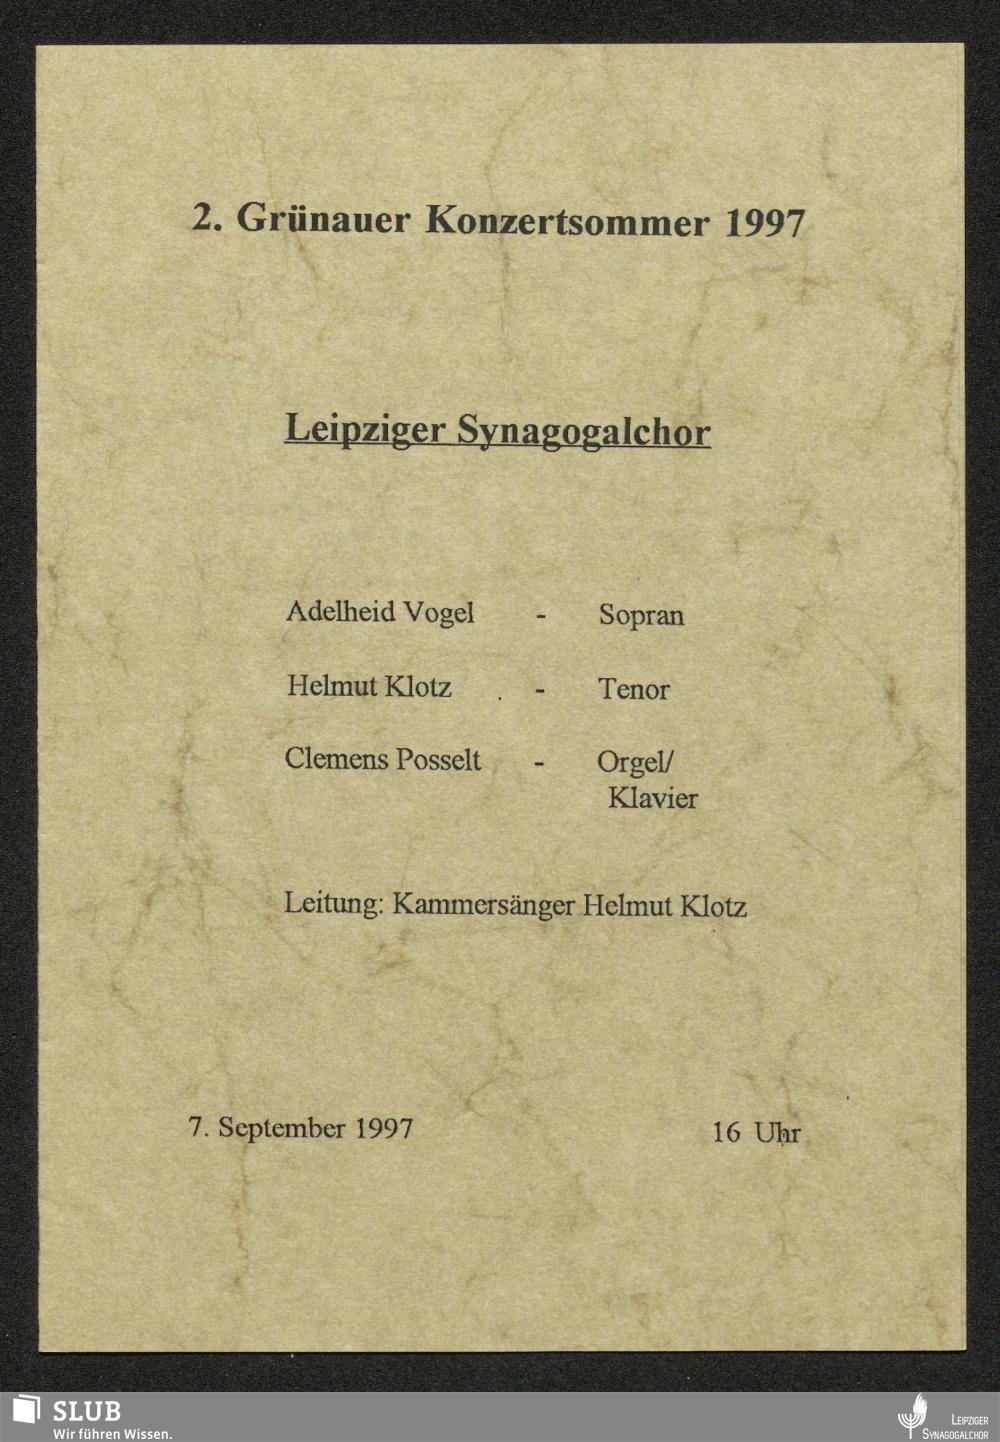 2. Grünauer Konzertsommer 1997
Leipziger Synagogalchor
Adelheid Vogel - Sopran
Helmut Klotz - Tenor
Clemens Posselt - Orgel/
Klavier
Leitung: Kammersänger Helmut Klotz
7. September 1997 16 Uhr
SLUB
Wir führen Wissen.
LEIPZIGER
SYNAGOGALCHOR